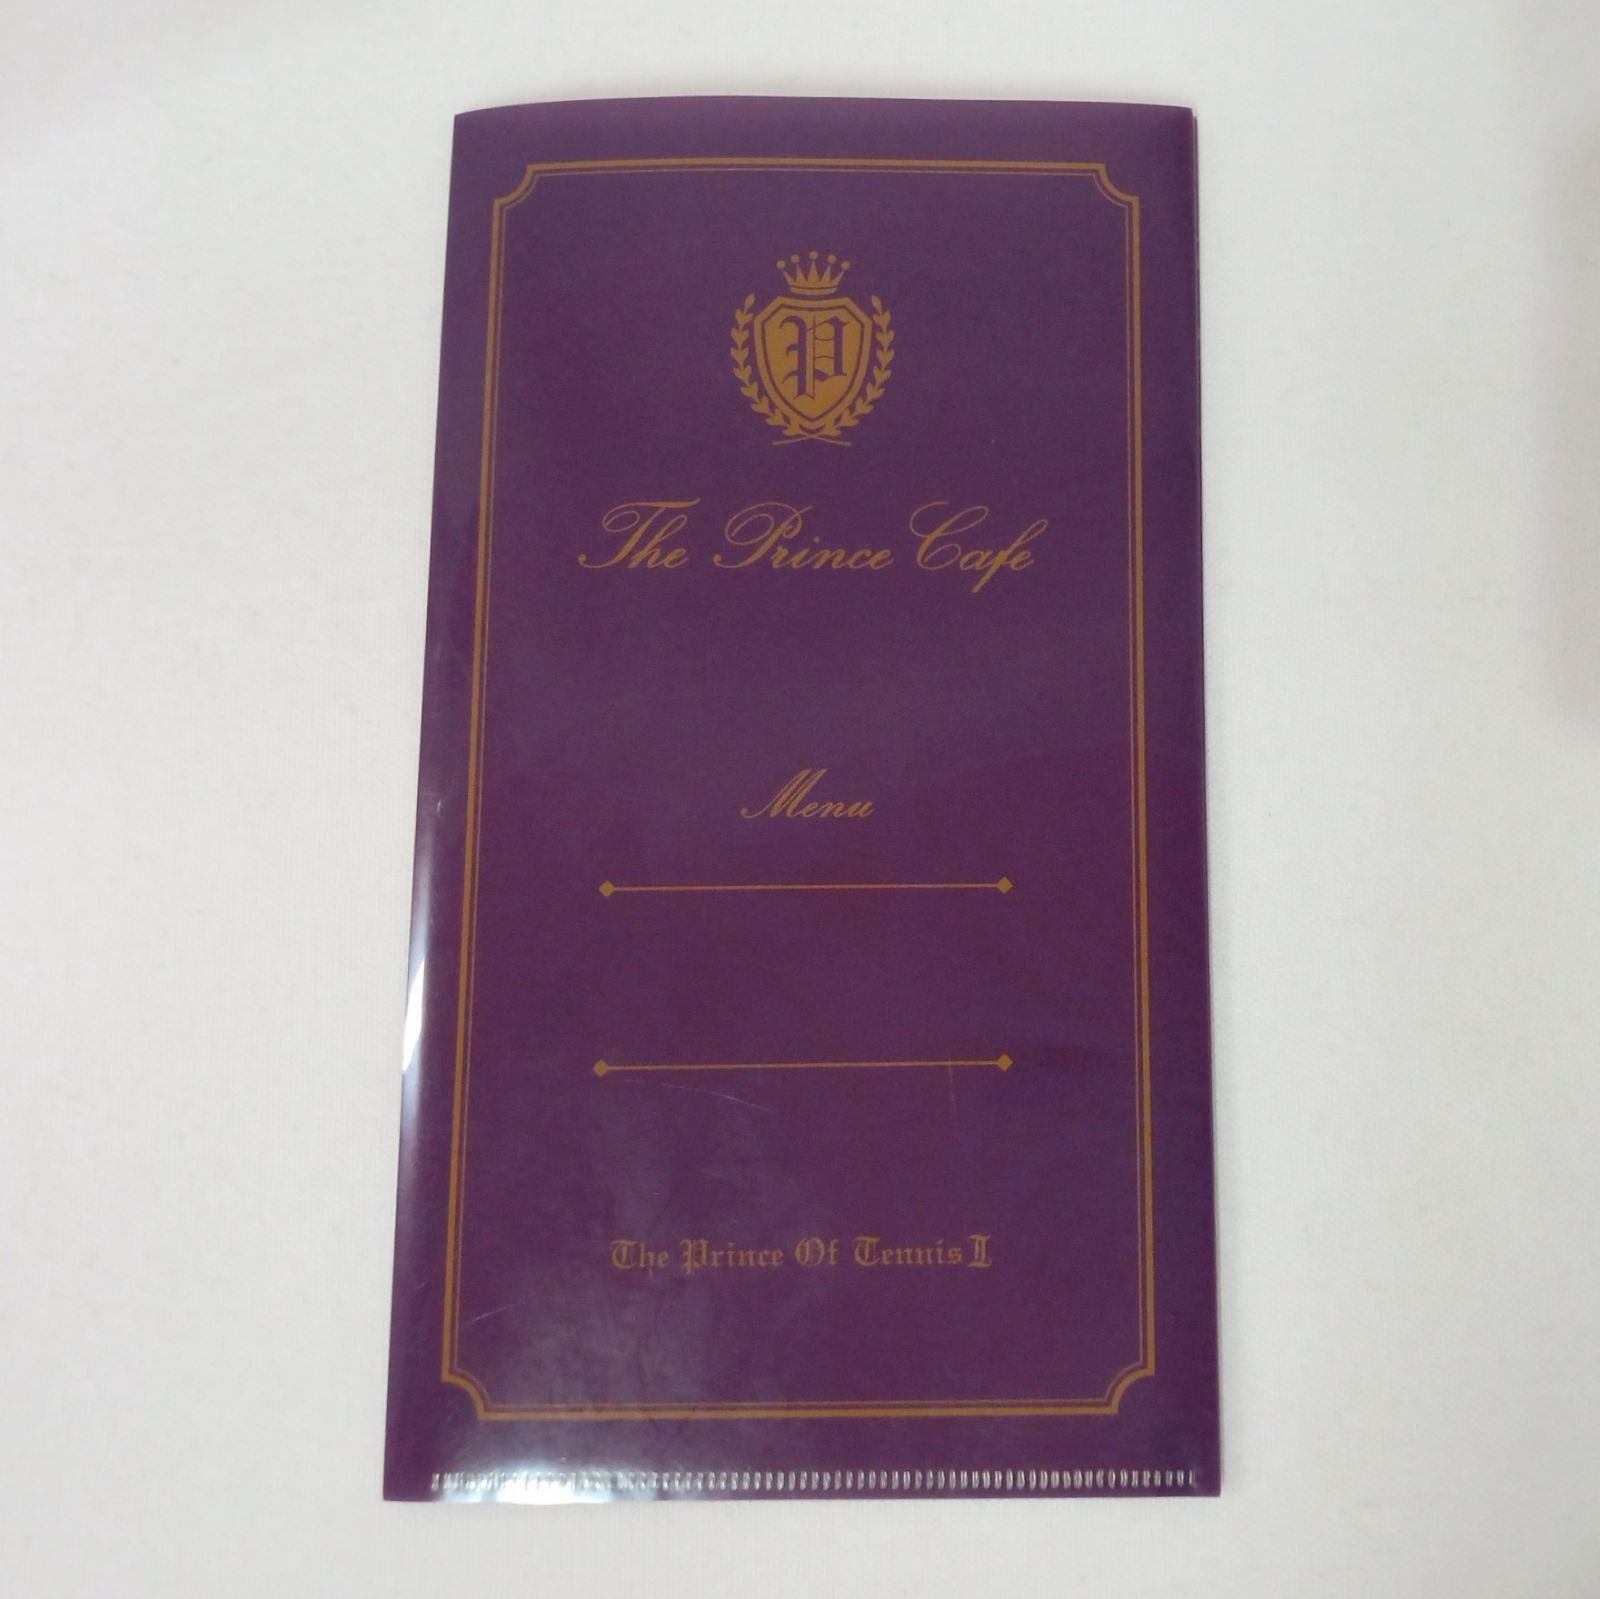 P
The Prince Cafe
Menu
The Prince Of Tennis II